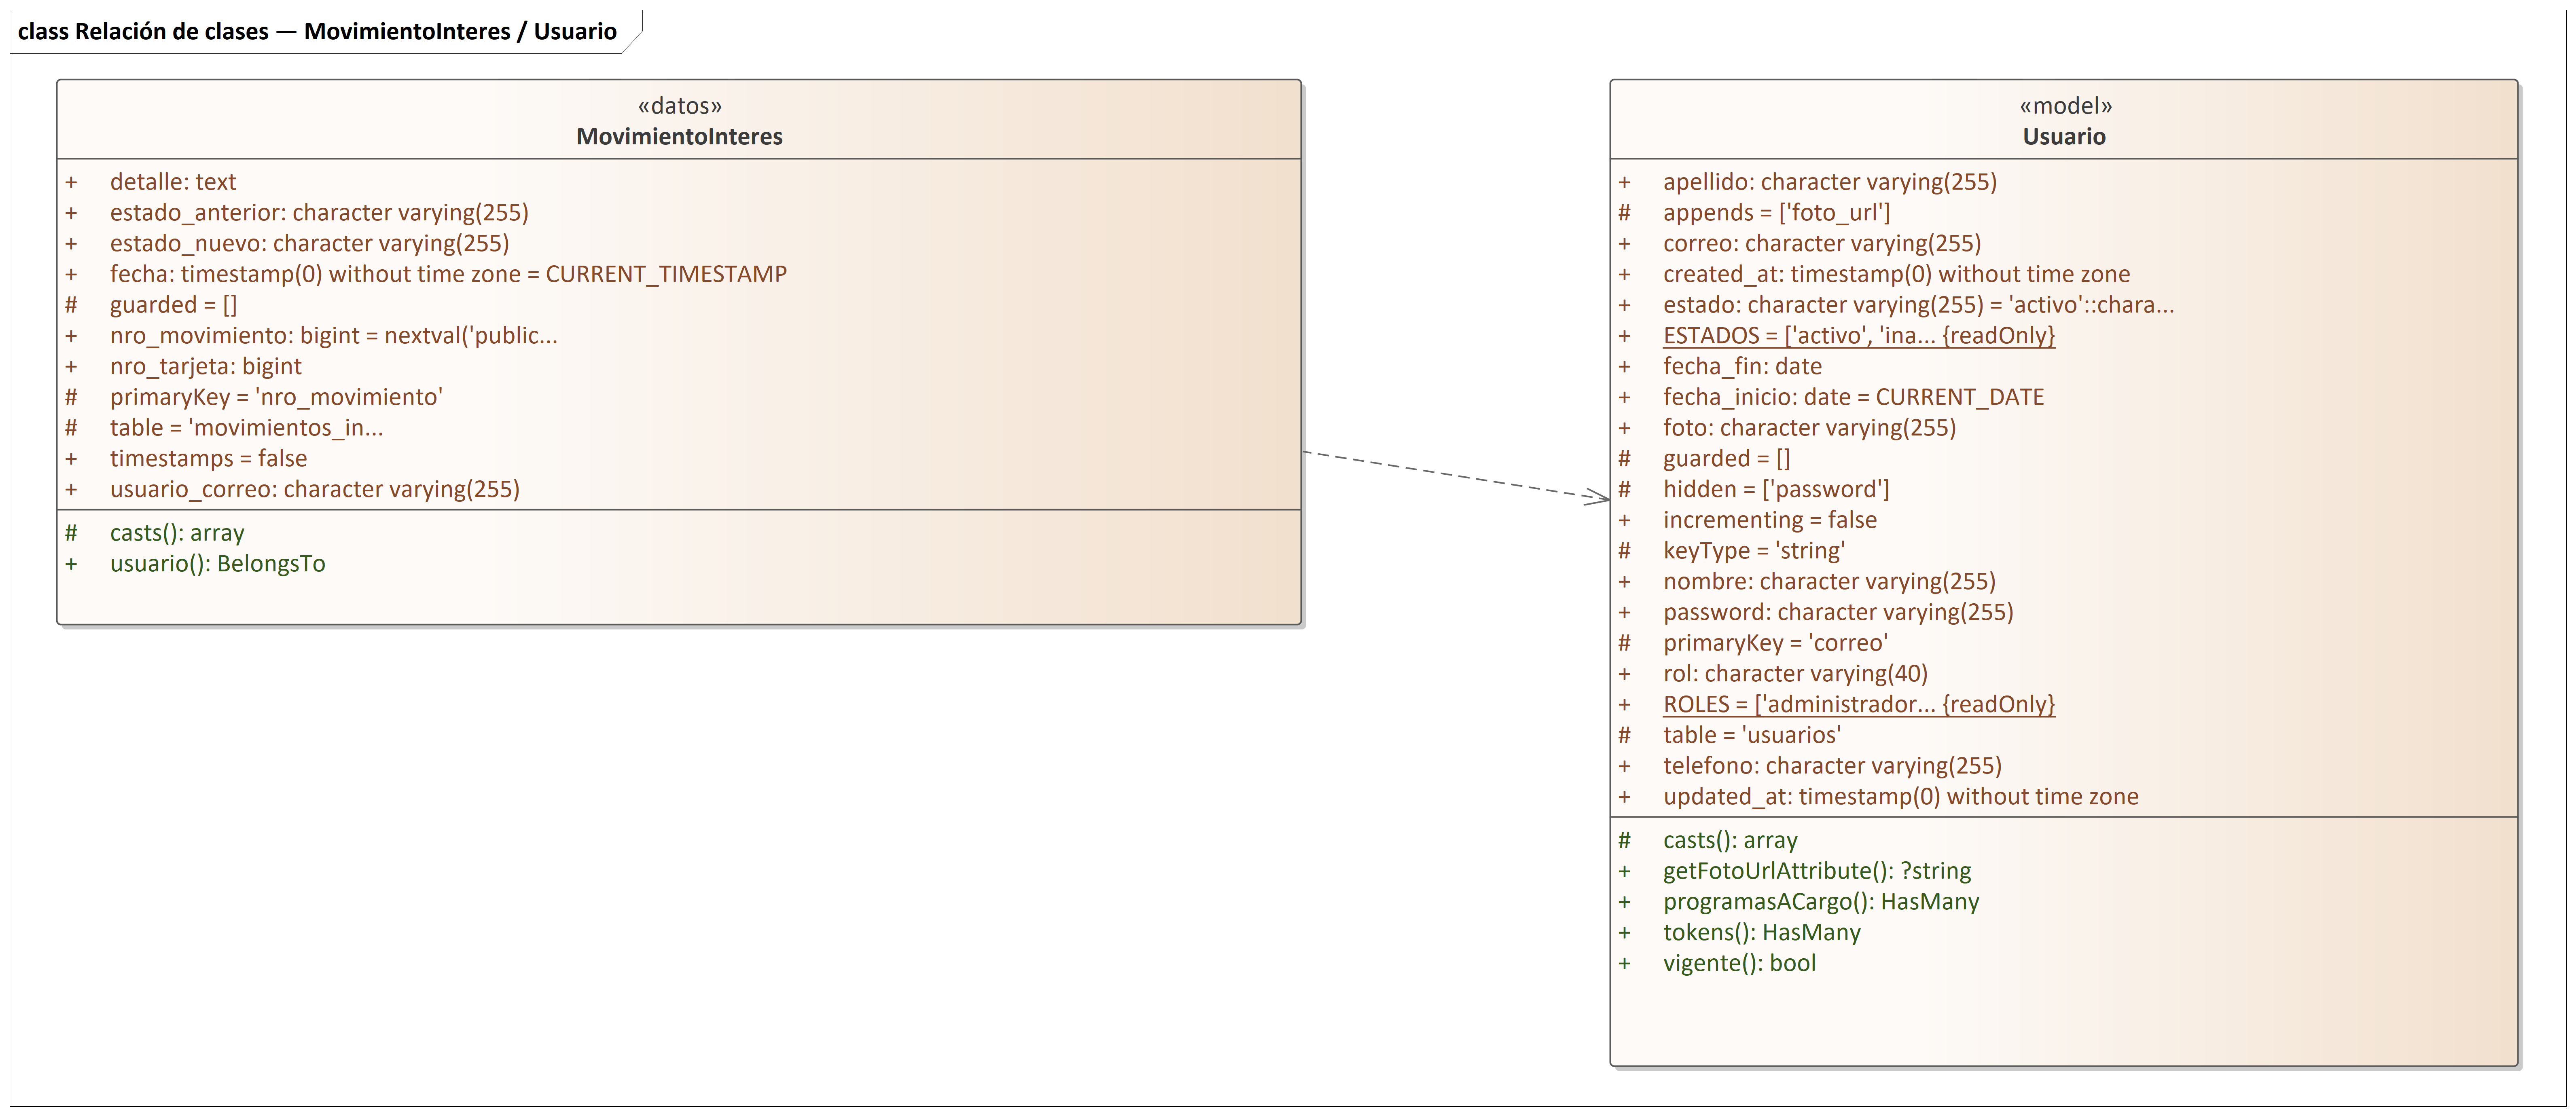 class Relación de clases — MovimientoInteres / Usuario
«datos»
MovimientoInteres
+ detalle: text
+ estado_anterior: character varying(255)
+ estado_nuevo: character varying(255)
+ fecha: timestamp(0) without time zone = CURRENT_TIMESTAMP
# guarded = []
+ nro_movimiento: bigint = nextval('public...
+ nro_tarjeta: bigint
# primaryKey = 'nro_movimiento'
# table = 'movimientos_in...
+ timestamps = false
+ usuario_correo: character varying(255)
# casts(): array
+ usuario(): BelongsTo
«model»
Usuario
+ apellido: character varying(255)
# appends = ['foto_url']
+ correo: character varying(255)
+ created_at: timestamp(0) without time zone
+ estado: character varying(255) = 'activo'::chara...
+ ESTADOS = ['activo', 'ina... {readOnly}
+ fecha_fin: date
+ fecha_inicio: date = CURRENT_DATE
+ foto: character varying(255)
# guarded = []
# hidden = ['password']
+ incrementing = false
# keyType = 'string'
+ nombre: character varying(255)
+ password: character varying(255)
# primaryKey = 'correo'
+ rol: character varying(40)
+ ROLES = ['administrador... {readOnly}
# table = 'usuarios'
+ telefono: character varying(255)
+ updated_at: timestamp(0) without time zone
# casts(): array
+ getFotoUrlAttribute(): ?string
+ programasACargo(): HasMany
+ tokens(): HasMany
+ vigente(): bool